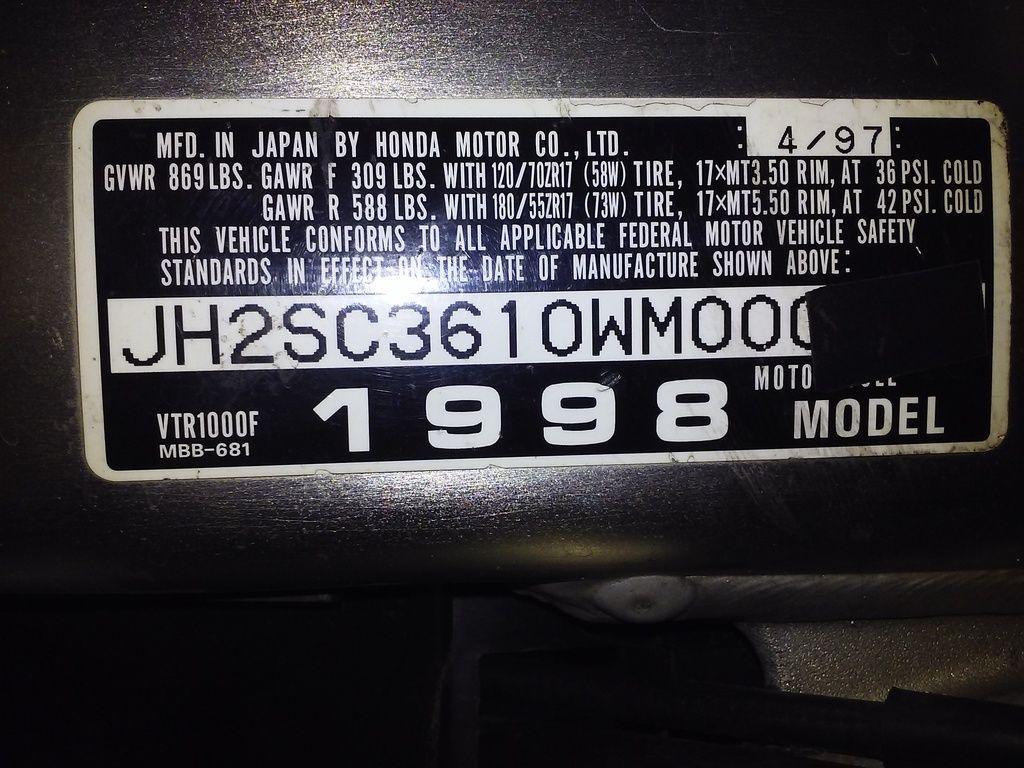 : 4/97 :
MFD. IN JAPAN BY HONDA MOTOR CO., LTD.
GVWR 869 LBS. GAWR F 309 LBS. WITH 120/70ZR17 (58W) TIRE, 17×MT3.50 RIM, AT 36 PSI. COLD
GAWR R 588 LBS. WITH 180/55ZR17 (73W) TIRE, 17×MT5.50 RIM, AT 42 PSI. COLD
THIS VEHICLE CONFORMS TO ALL APPLICABLE FEDERAL MOTOR VEHICLE SAFETY
STANDARDS IN EFFECT ON THE DATE OF MANUFACTURE SHOWN ABOVE:
JH2SC3610WM000
VTR1000F
MBB-681
1998
MODEL